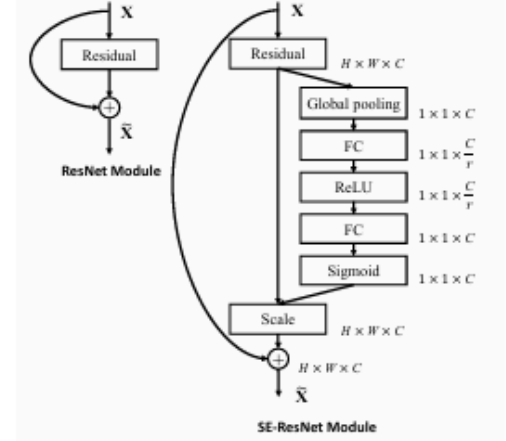 X
Residual
+
X̃
ResNet Module
X
Residual
H × W × C
Global pooling
1 × 1 × C
FC
1 × 1 × C/r
ReLU
1 × 1 × C/r
FC
1 × 1 × C
Sigmoid
1 × 1 × C
Scale
H × W × C
+
H × W × C
X̃
SE-ResNet Module